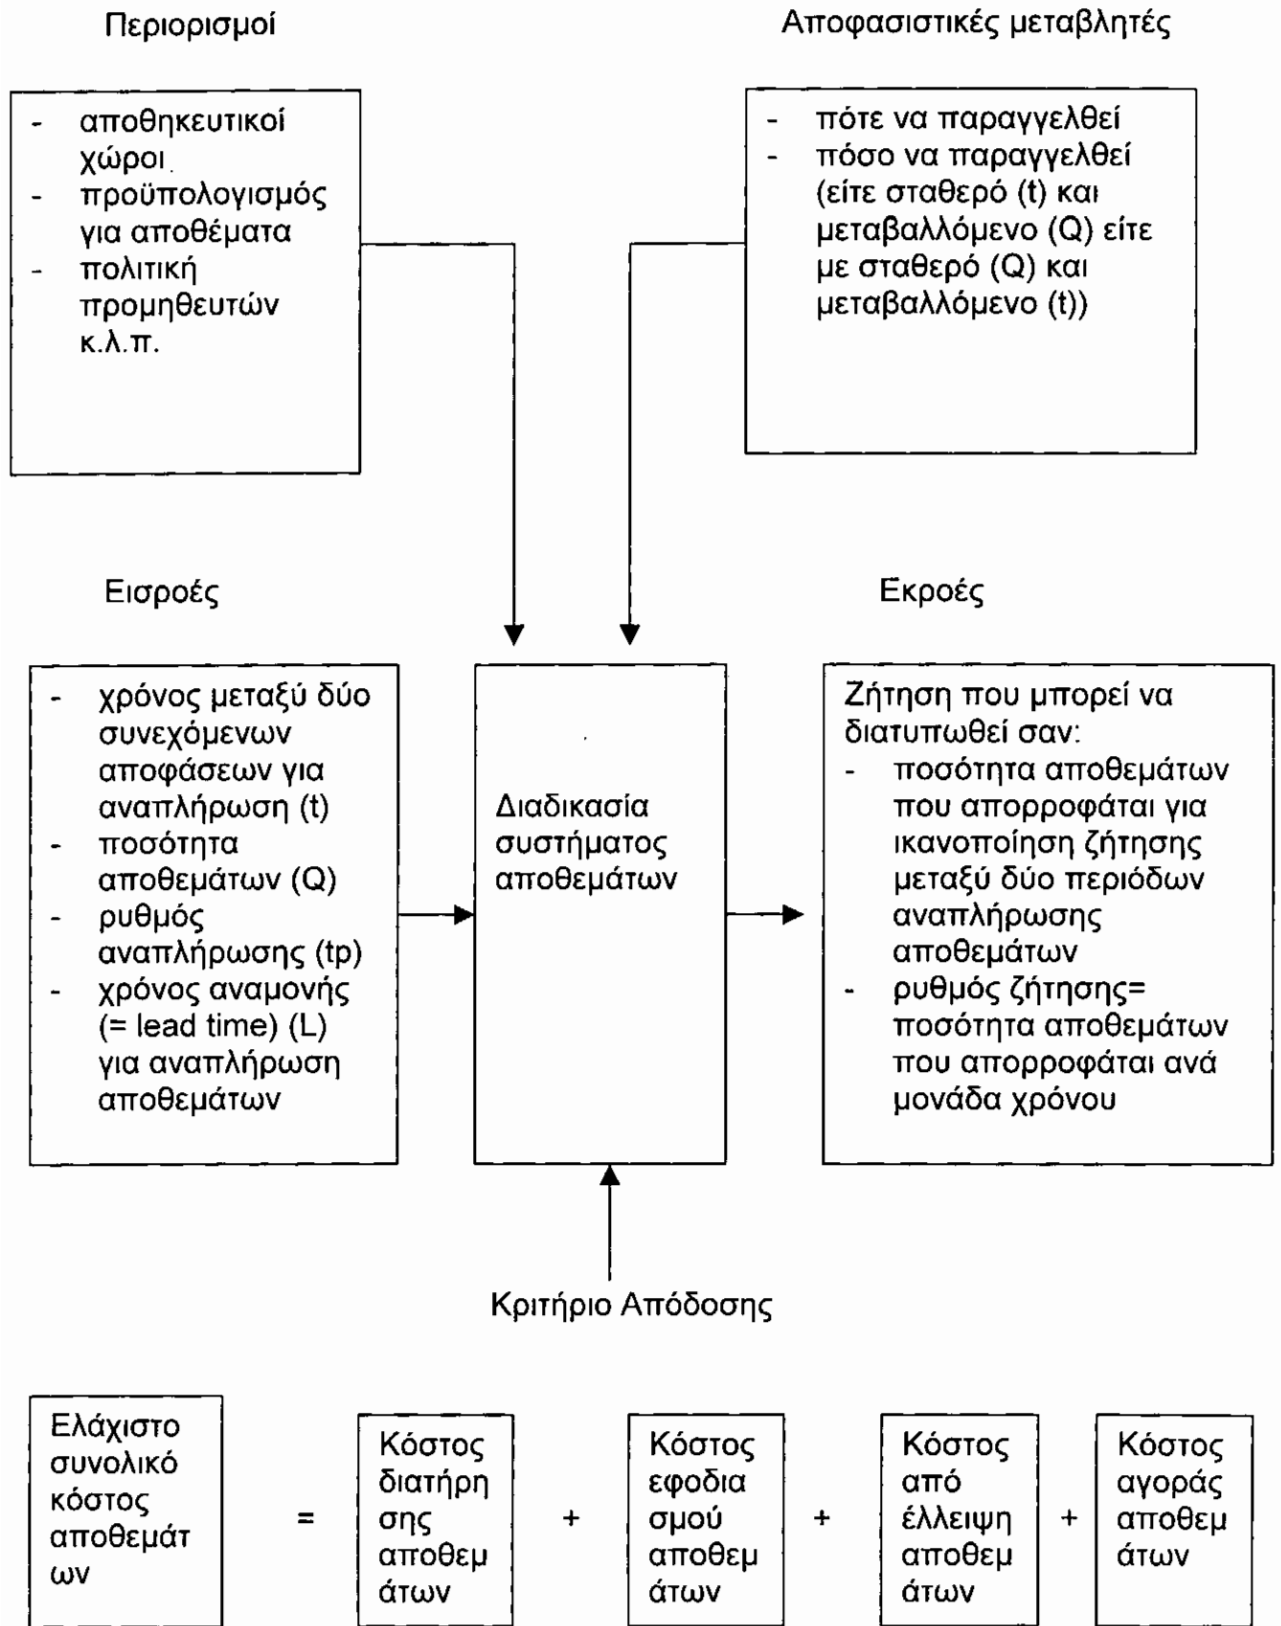 Περιορισμοί
Αποφασιστικές μεταβλητές
- αποθηκευτικοί
χώροι
- προϋπολογισμός
για αποθέματα
- πολιτική
προμηθευτών
κ.λ.π.
- πότε να παραγγελθεί
- πόσο να παραγγελθεί
(είτε σταθερό (t) και
μεταβαλλόμενο (Q) είτε
με σταθερό (Q) και
μεταβαλλόμενο (t))
Εισροές
Εκροές
- χρόνος μεταξύ δύο
συνεχόμενων
αποφάσεων για
αναπλήρωση (t)
- ποσότητα
αποθεμάτων (Q)
- ρυθμός
αναπλήρωσης (tp)
- χρόνος αναμονής
(= lead time) (L)
για αναπλήρωση
αποθεμάτων
Διαδικασία
συστήματος
αποθεμάτων
Ζήτηση που μπορεί να
διατυπωθεί σαν:
- ποσότητα αποθεμάτων
που απορροφάται για
ικανοποίηση ζήτησης
μεταξύ δύο περιόδων
αναπλήρωσης
αποθεμάτων
- ρυθμός ζήτησης=
ποσότητα αποθεμάτων
που απορροφάται ανά
μονάδα χρόνου
Κριτήριο Απόδοσης
Ελάχιστο
συνολικό
κόστος
αποθεμάτ
ων
=
Κόστος
διατήρη
σης
αποθεμ
άτων
+
Κόστος
εφοδια
σμού
αποθεμ
άτων
+
Κόστος
από
έλλειψη
αποθεμ
άτων
+
Κόστος
αγοράς
αποθεμ
άτων